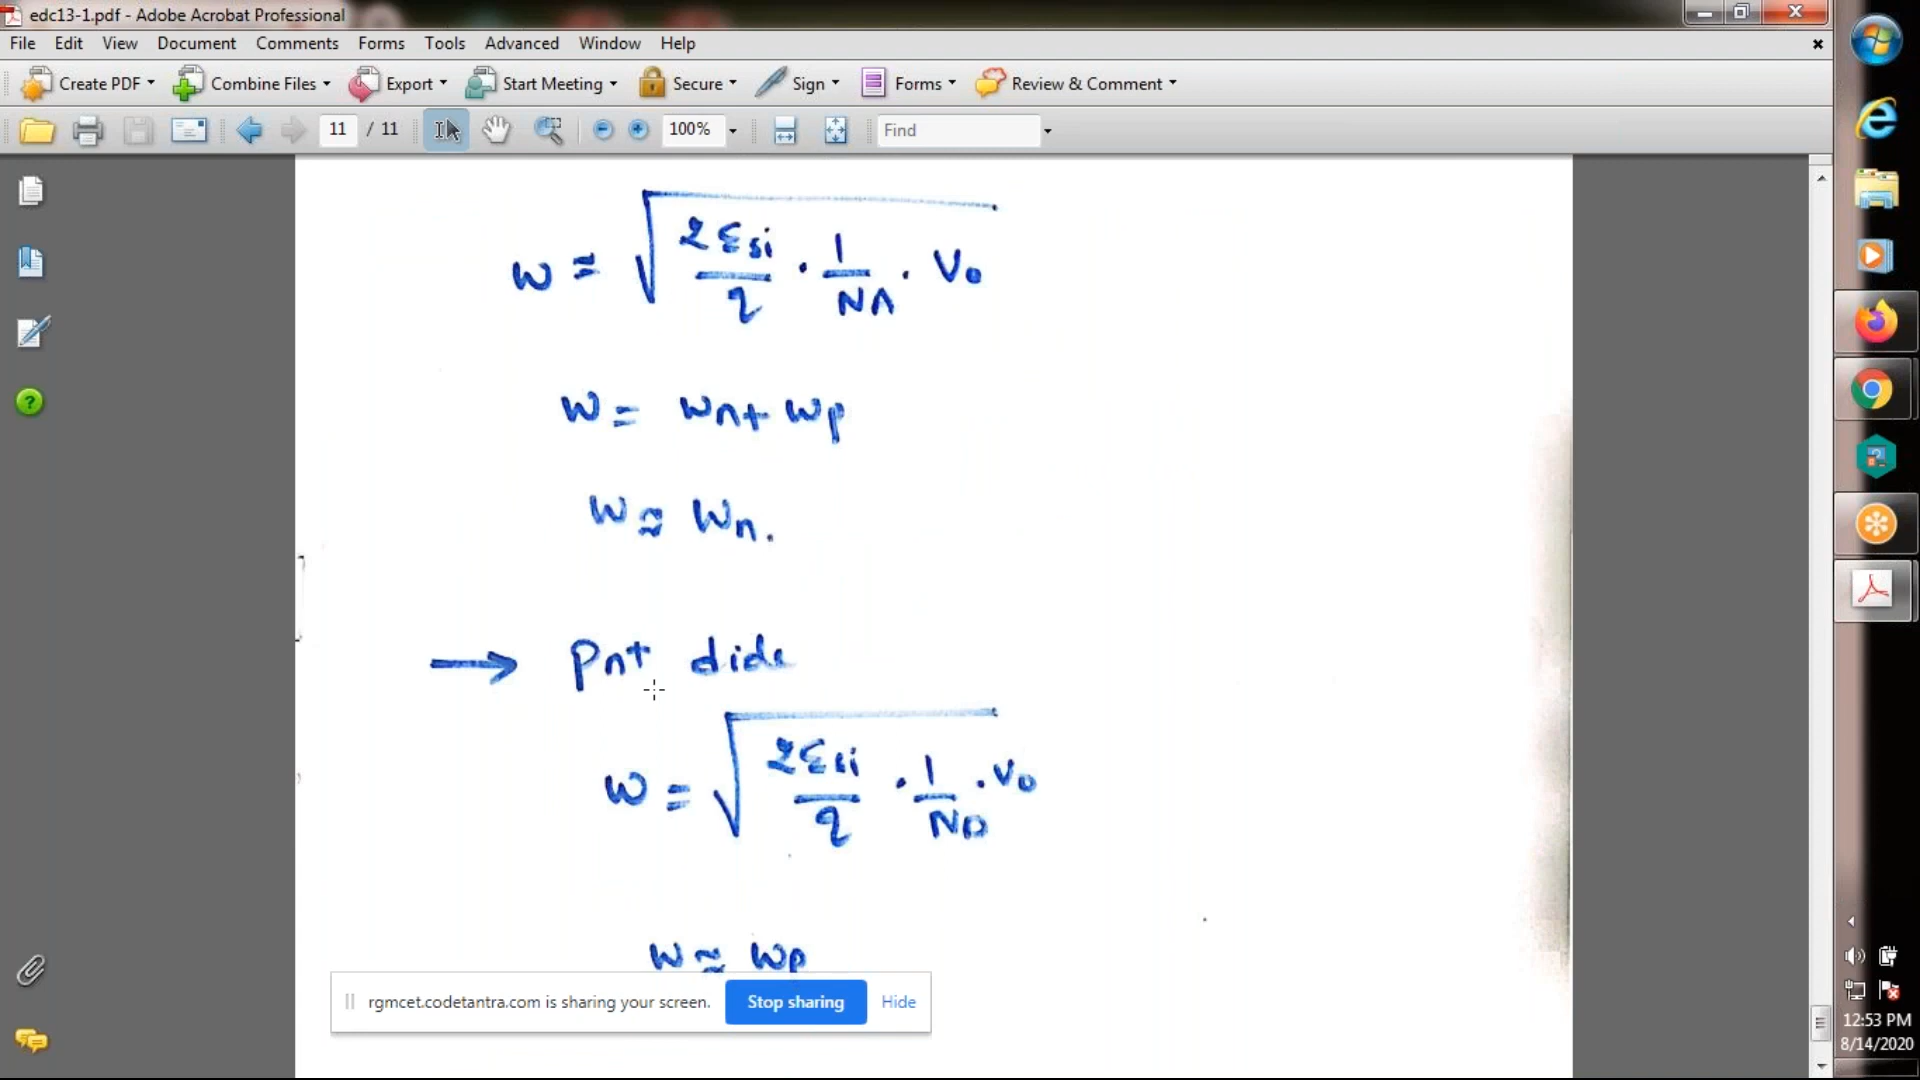 edc13-1.pdf - Adobe Acrobat Professional
File Edit View Document Comments Forms Tools Advanced Window Help
Create PDF Combine Files Export Start Meeting Secure Sign Forms Review & Comment
11 / 11 100% Find
w ≅ √(2εsi/q · 1/NA · V0)
w = wn + wp
w ≅ wn.
→ pn+ dide
w = √(2εsi/q · 1/ND · V0)
w ≅ wp
rgmcet.codetantra.com is sharing your screen. Stop sharing Hide
12:53 PM
8/14/2020